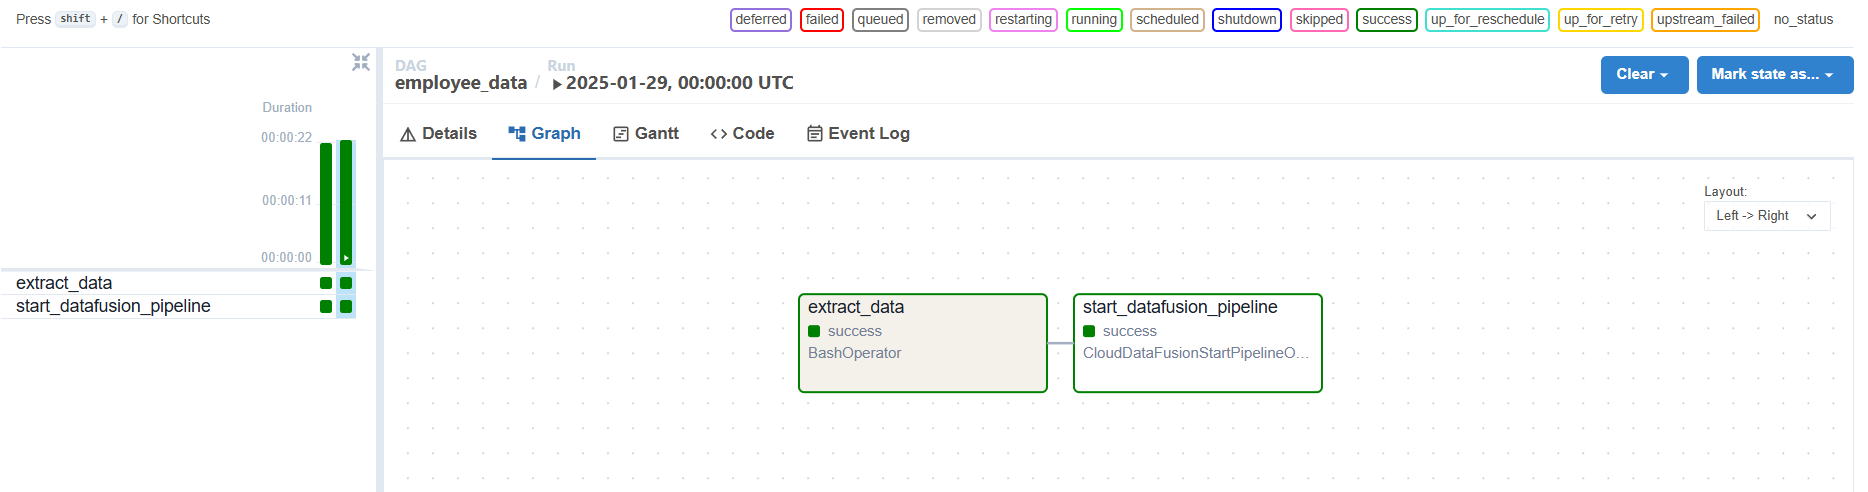 Press shift + / for Shortcuts
deferred failed queued removed restarting running scheduled shutdown skipped success up_for_reschedule up_for_retry upstream_failed no_status
DAG
employee_data /
Run
2025-01-29, 00:00:00 UTC
Clear
Mark state as...
Details
Graph
Gantt
Code
Event Log
Duration
00:00:22
00:00:11
00:00:00
extract_data
start_datafusion_pipeline
Layout:
Left -> Right
extract_data
success
BashOperator
start_datafusion_pipeline
success
CloudDataFusionStartPipelineO...